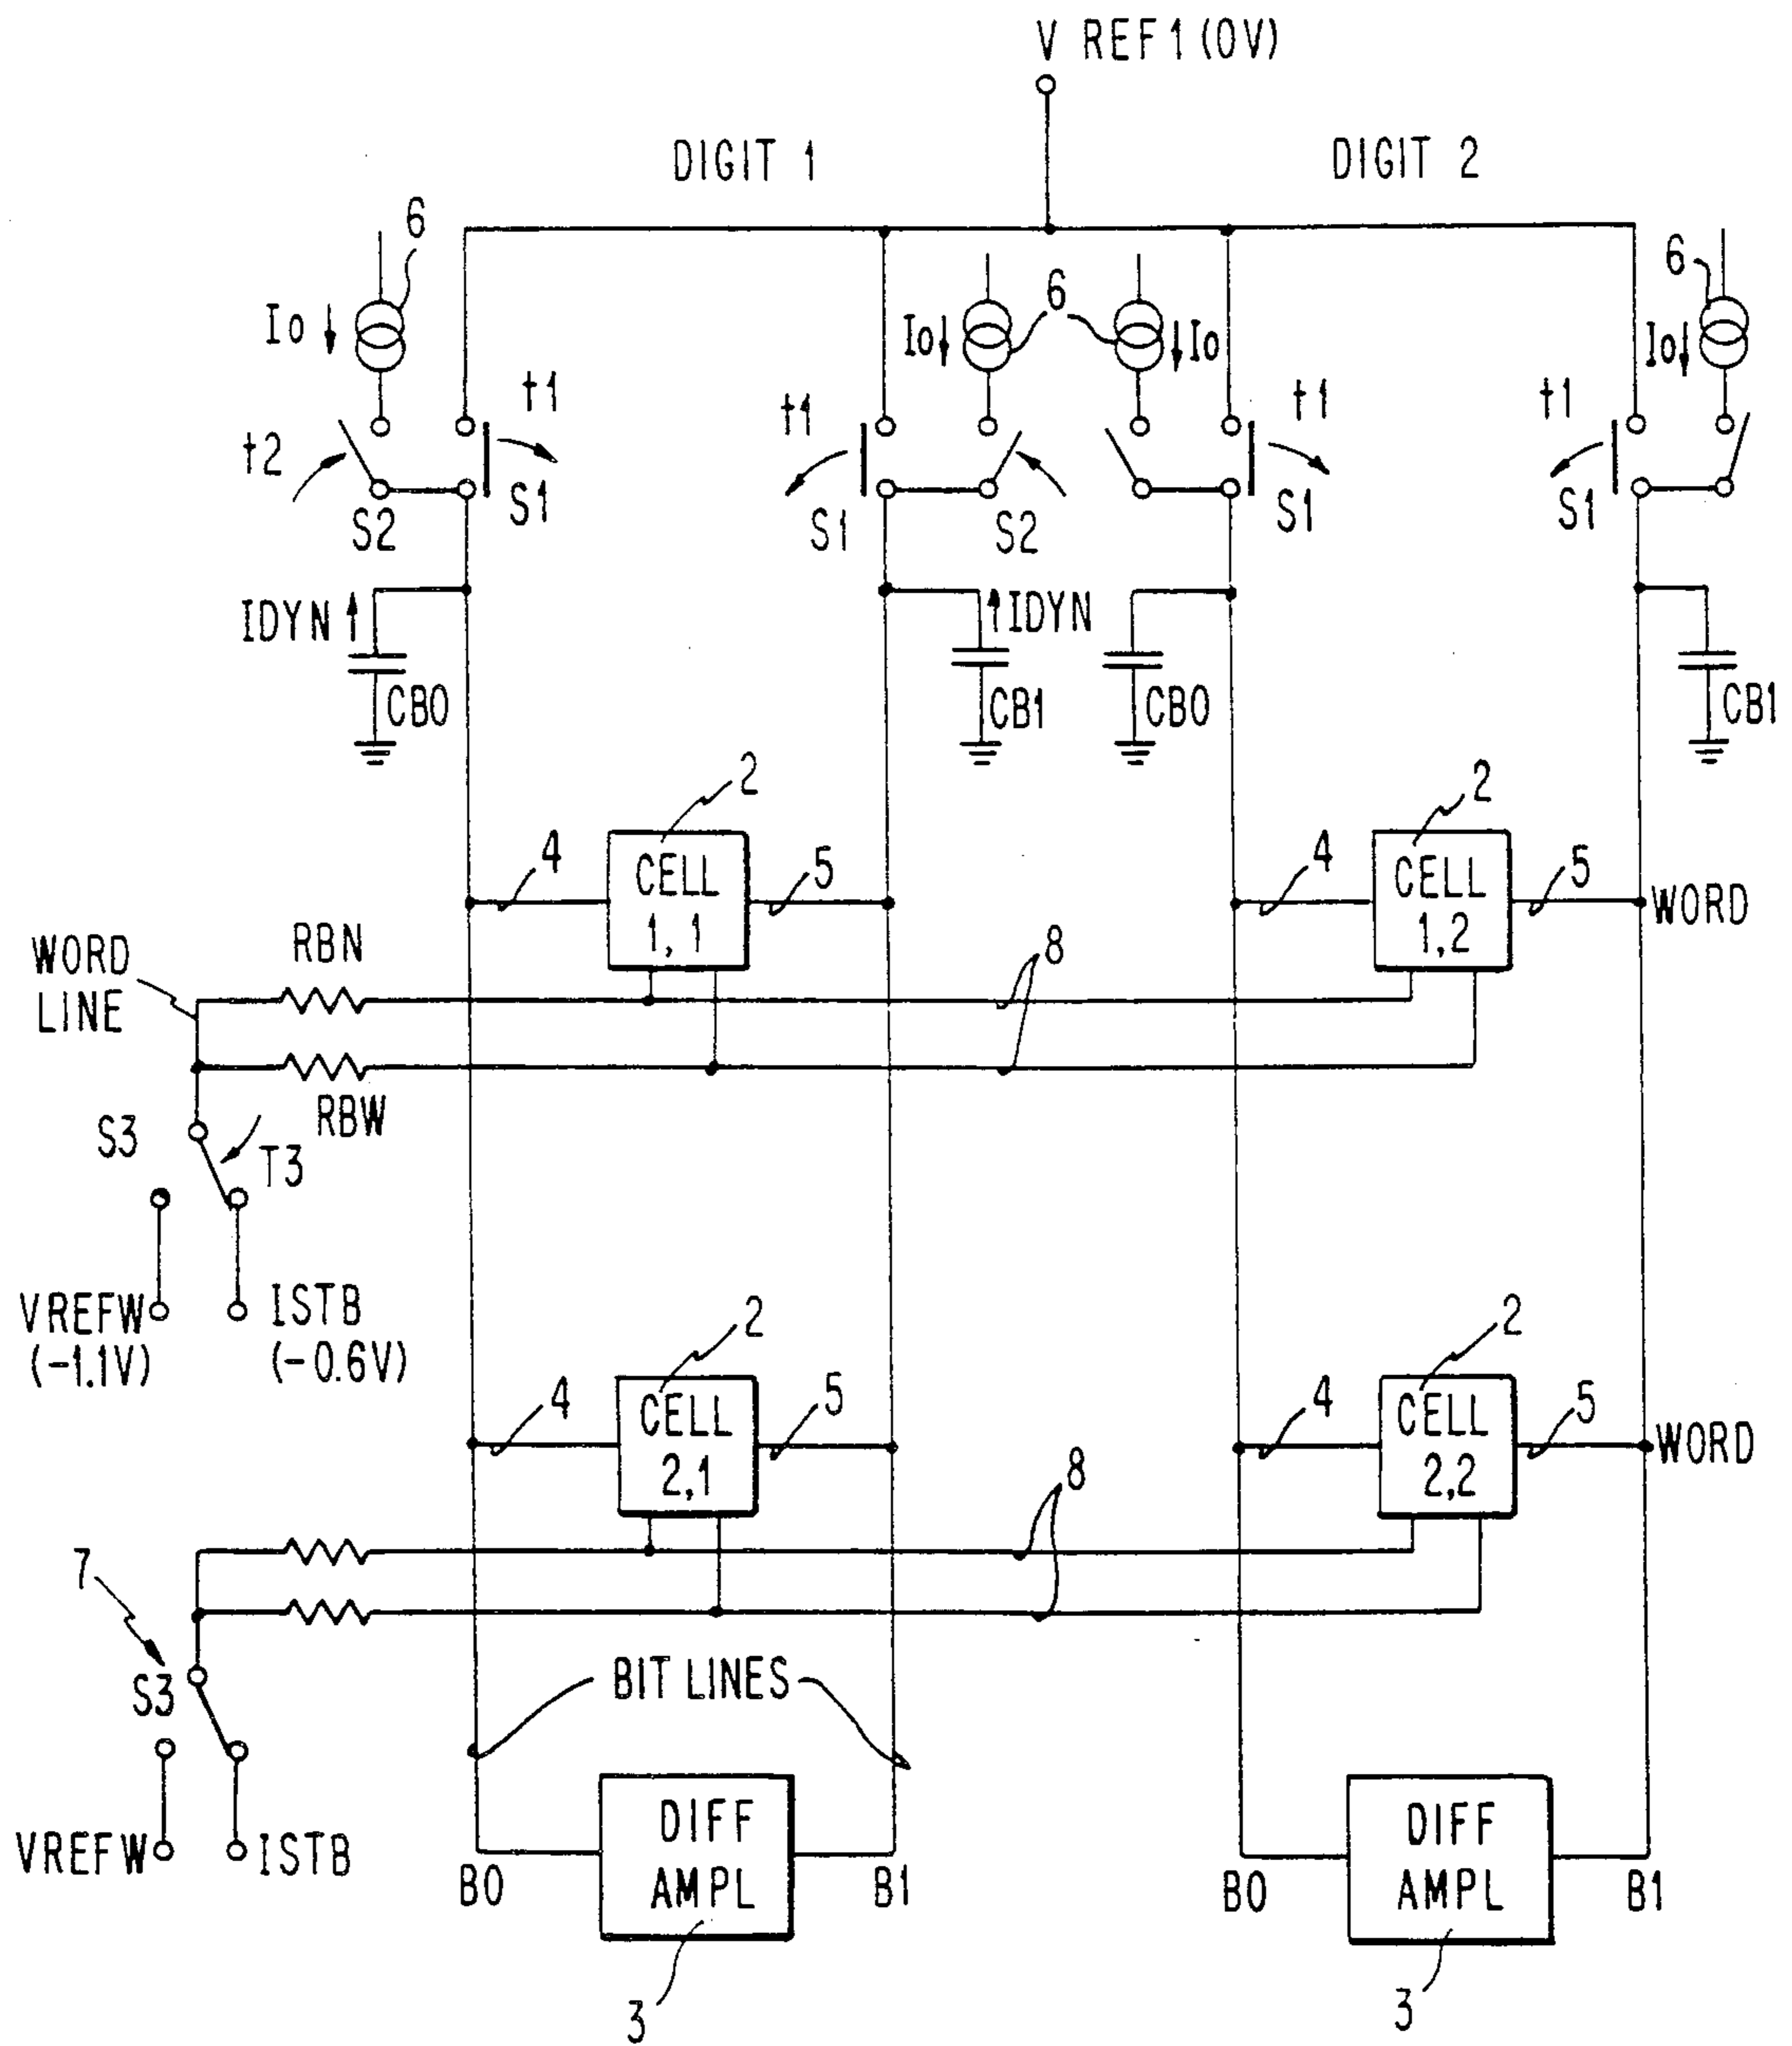 V REF1 (0V)
DIGIT 1
DIGIT 2
6
6
6
I0
I0
I0
I0
t1
t1
t1
t1
t2
S2
S1
S1
S2
S1
S1
IDYN
IDYN
CB0
CB1
CB0
CB1
2
2
4
CELL
1,1
5
4
CELL
1,2
5
WORD
WORD
LINE
RBN
8
RBW
S3
T3
VREFW
(-1.1V)
ISTB
(-0.6V)
2
2
4
CELL
2,1
5
4
CELL
2,2
5
WORD
8
7
S3
BIT LINES
VREFW
ISTB
B0
DIFF
AMPL
B1
B0
DIFF
AMPL
B1
3
3